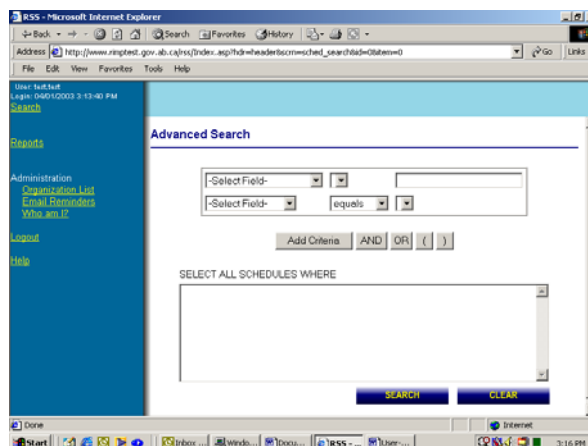 RSS - Microsoft Internet Explorer
Back Search Favorites History
Address http://www.rimptest.gov.ab.ca/rss/Index.asp?hdr=header&scrn=sched_search&id=0&item=0 Go Links
File Edit View Favorites Tools Help
User: test.test
Login: 04/01/2003 3:13:40 PM
Search
Reports
Administration
Organization List
Email Reminders
Who am I?
Logout
Help
Advanced Search
-Select Field-
-Select Field- equals
Add Criteria AND OR ( )
SELECT ALL SCHEDULES WHERE
SEARCH CLEAR
Done Internet
Start Inbox ... Windo... Docu... RSS - ... User-... 3:16 PM